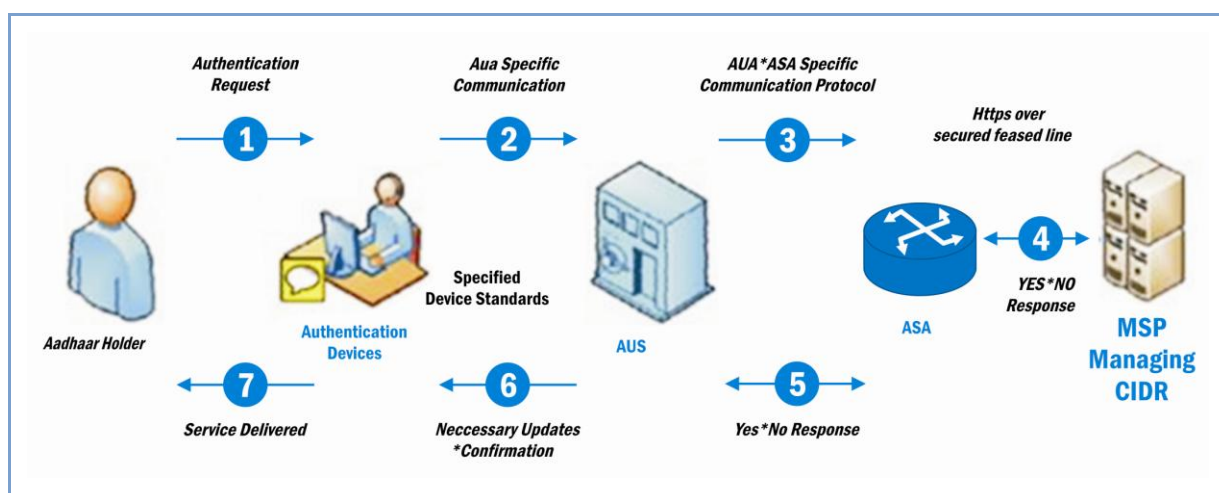 Authentication
Request
1
Aua Specific
Communication
2
AUA*ASA Specific
Communication Protocol
3
Https over
secured feased line
4
YES*NO
Response
Aadhaar Holder
Specified
Device Standards
Authentication
Devices
AUS
ASA
MSP
Managing
CIDR
7
Service Delivered
6
Neccessary Updates
*Confirmation
5
Yes*No Response